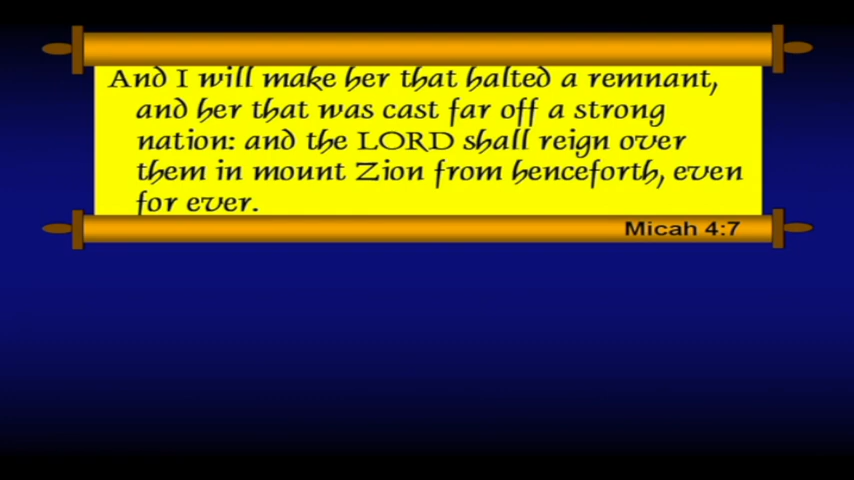 And I will make her that halted a remnant,
and her that was cast far off a strong
nation: and the LORD shall reign over
them in mount Zion from henceforth, even
for ever.
Micah 4:7